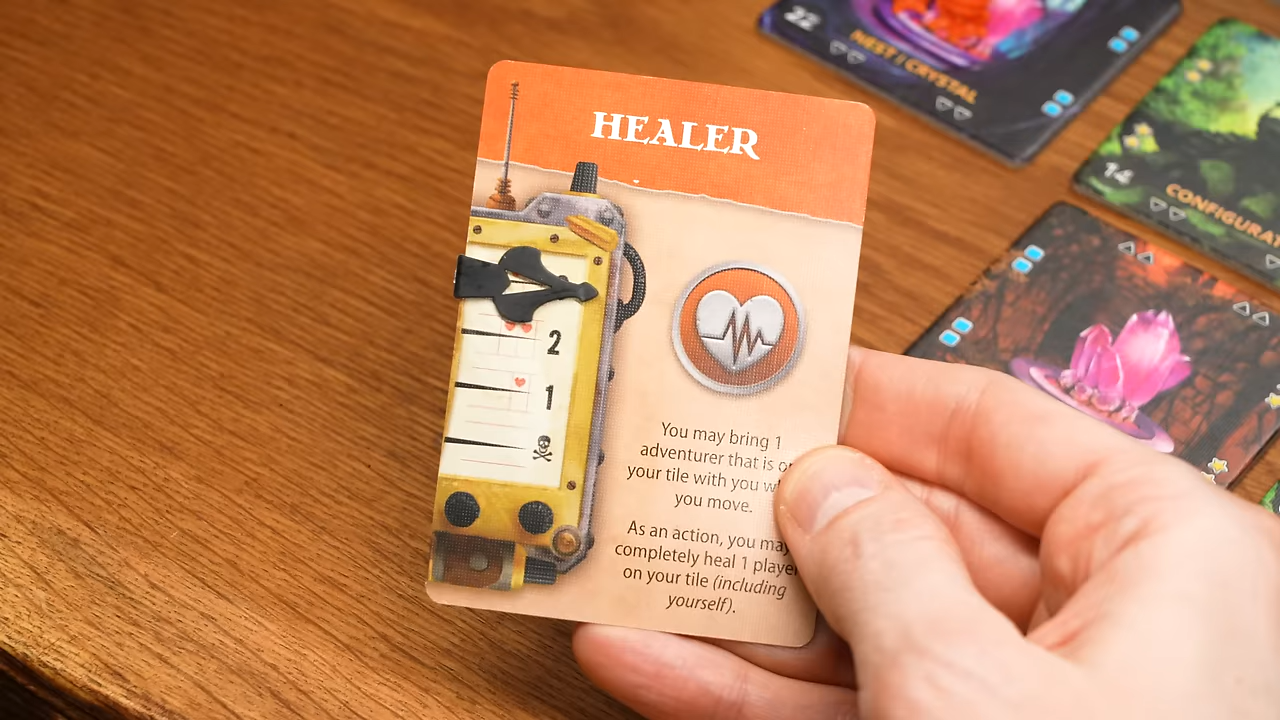 22
NEST / CRYSTAL
14
HEALER
2
1
You may bring 1
adventurer that is
your tile with you
you move.
As an action, you may
completely heal 1
on your tile (including
yourself).